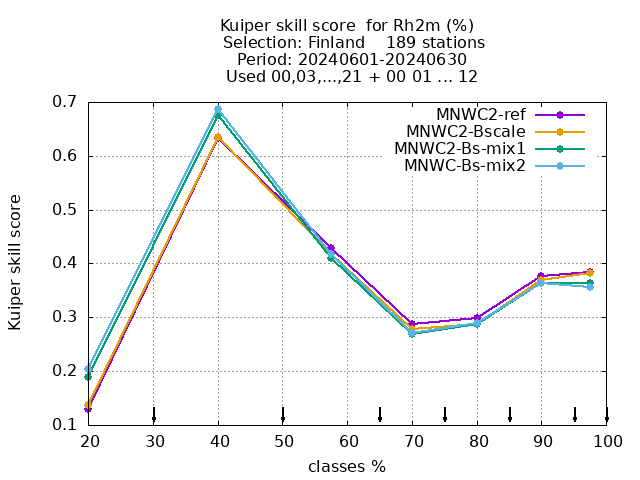 Kuiper skill score  for Rh2m (%)
Selection: Finland    189 stations
Period: 20240601-20240630
Used 00,03,...,21 + 00 01 ... 12
MNWC2-ref
MNWC2-Bscale
MNWC2-Bs-mix1
MNWC-Bs-mix2
Kuiper skill score
0.7
0.6
0.5
0.4
0.3
0.2
0.1
20 30 40 50 60 70 80 90 100
classes %